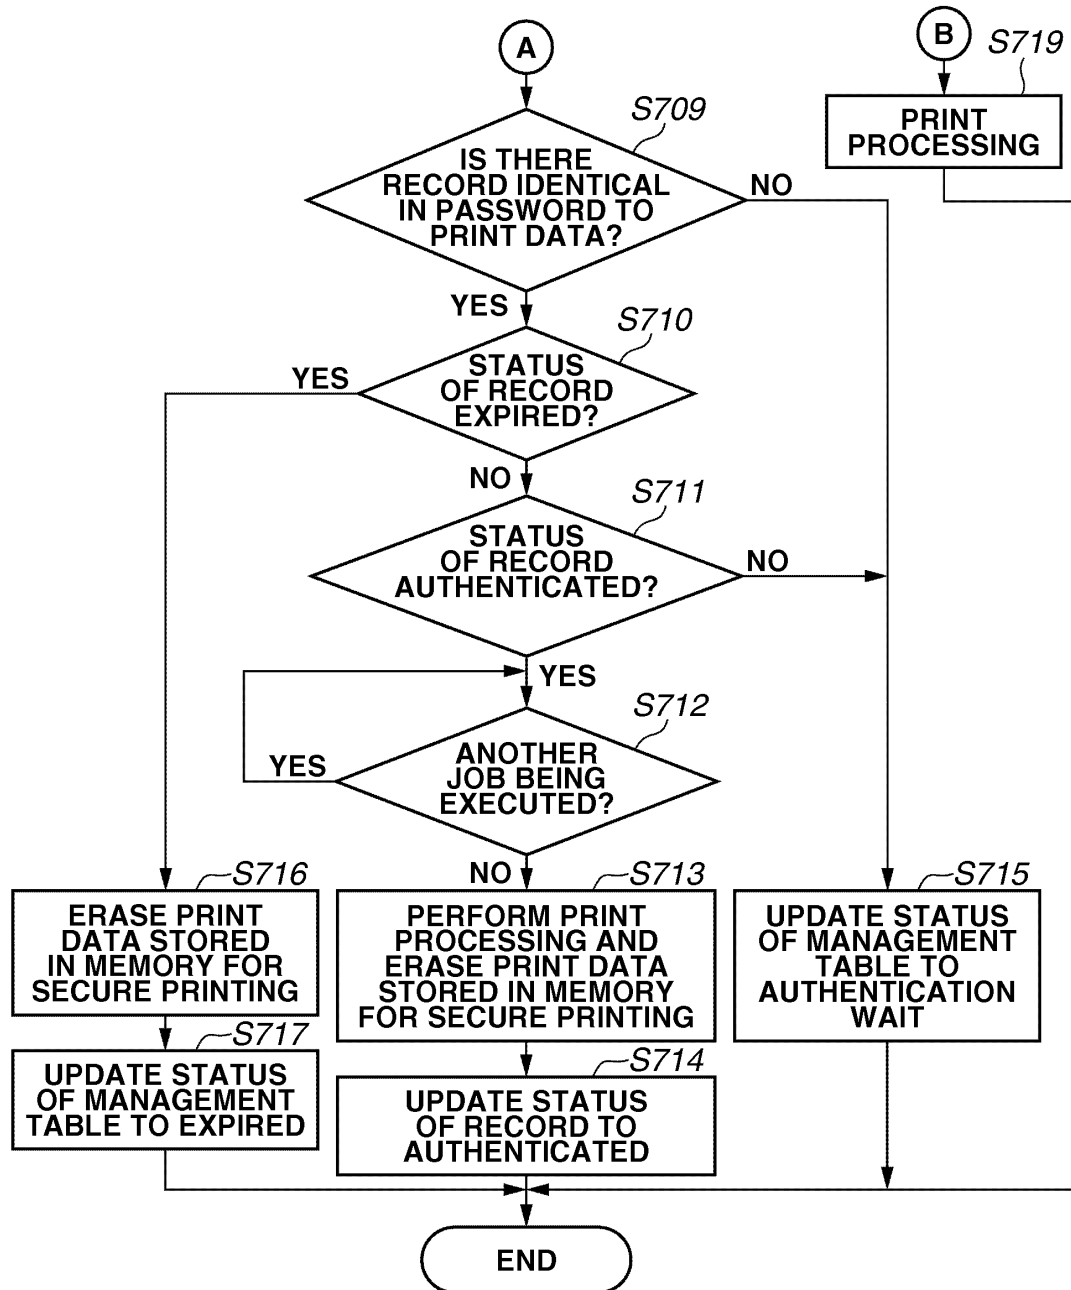 A
B
S719
PRINT
PROCESSING
S709
IS THERE
RECORD IDENTICAL
IN PASSWORD TO
PRINT DATA?
NO
YES
S710
STATUS
OF RECORD
EXPIRED?
YES
NO
S711
STATUS
OF RECORD
AUTHENTICATED?
NO
YES
S712
ANOTHER
JOB BEING
EXECUTED?
YES
NO
S716
ERASE PRINT
DATA STORED
IN MEMORY FOR
SECURE PRINTING
S713
PERFORM PRINT
PROCESSING AND
ERASE PRINT DATA
STORED IN MEMORY
FOR SECURE PRINTING
S715
UPDATE STATUS
OF MANAGEMENT
TABLE TO
AUTHENTICATION
WAIT
S717
UPDATE STATUS
OF MANAGEMENT
TABLE TO EXPIRED
S714
UPDATE STATUS
OF RECORD TO
AUTHENTICATED
END